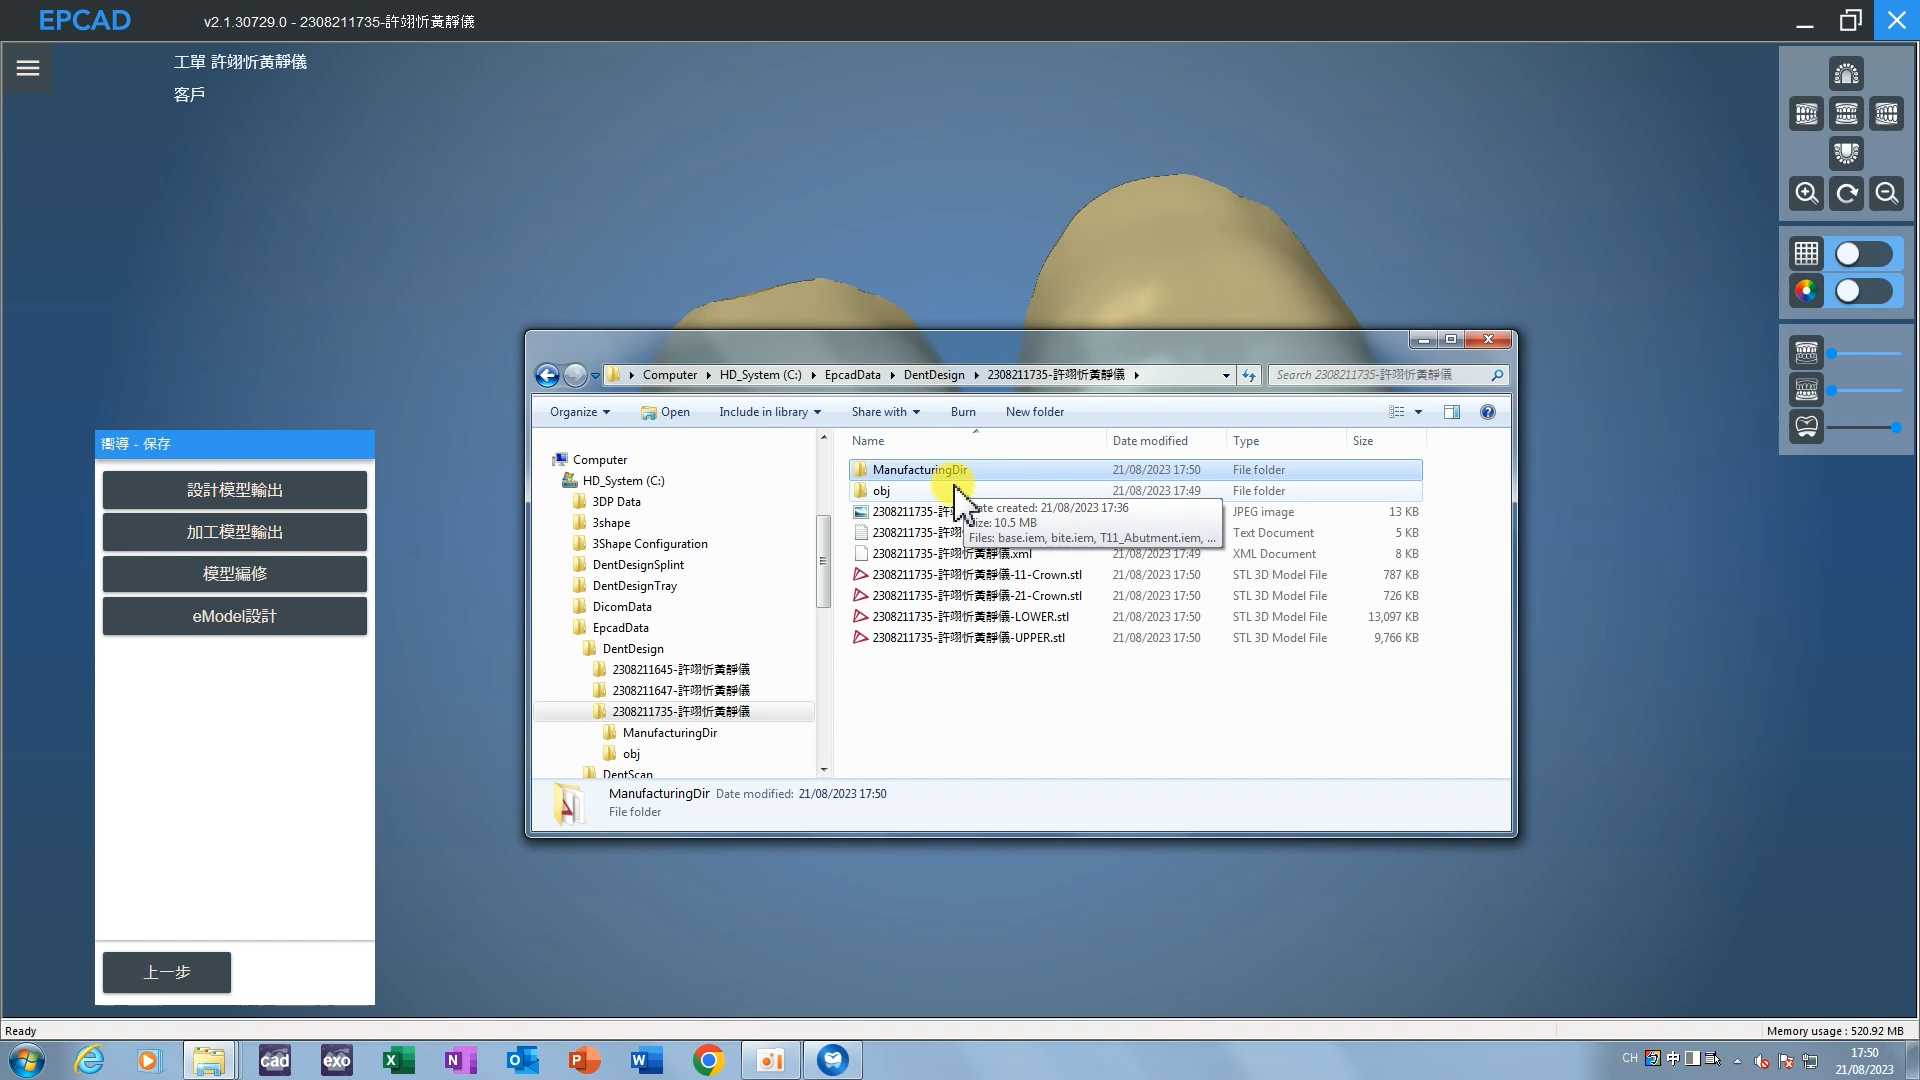 EPCAD
v2.1.30729.0 - 2308211735-許翊忻黃靜儀
工單 許翊忻黃靜儀
客戶
嚮導 - 保存
設計模型輸出
加工模型輸出
模型編修
eModel設計
上一步
Computer
HD_System (C:)
EpcadData
DentDesign
2308211735-許翊忻黃靜儀
Search 2308211735-許翊忻黃靜儀
Organize
Open
Include in library
Share with
Burn
New folder
Computer
HD_System (C:)
3DP Data
3shape
3Shape Configuration
DentDesignSplint
DentDesignTray
DicomData
EpcadData
DentDesign
2308211645-許翊忻黃靜儀
2308211647-許翊忻黃靜儀
2308211735-許翊忻黃靜儀
ManufacturingDir
obj
DentScan
Name Date modified Type Size
ManufacturingDir 21/08/2023 17:50 File folder
obj 21/08/2023 17:49 File folder
2308211735-許 JPEG image 13 KB
2308211735-許翊 Text Document 5 KB
2308211735-許翊忻黃靜儀.xml 21/08/2023 17:49 XML Document 8 KB
2308211735-許翊忻黃靜儀-11-Crown.stl 21/08/2023 17:50 STL 3D Model File 787 KB
2308211735-許翊忻黃靜儀-21-Crown.stl 21/08/2023 17:50 STL 3D Model File 726 KB
2308211735-許翊忻黃靜儀-LOWER.stl 21/08/2023 17:50 STL 3D Model File 13,097 KB
2308211735-許翊忻黃靜儀-UPPER.stl 21/08/2023 17:50 STL 3D Model File 9,766 KB
created: 21/08/2023 17:36
10.5 MB
Files: base.iem, bite.iem, T11_Abutment.iem, ...
ManufacturingDir Date modified: 21/08/2023 17:50
File folder
Ready
Memory usage : 520.92 MB
cad
exo
CH
中
17:50
21/08/2023